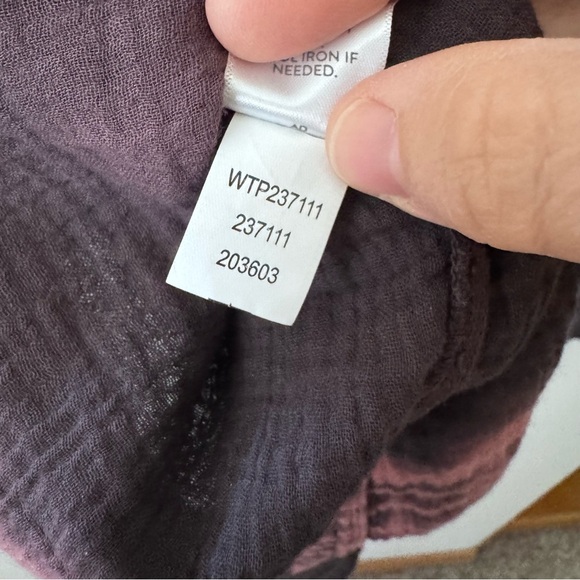 IRON IF
NEEDED.
WTP237111
237111
203603